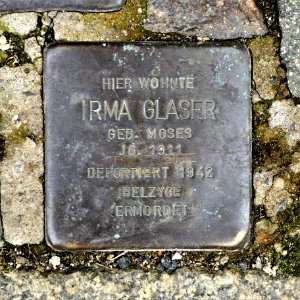 HIER WOHNTE
IRMA GLASER
GEB. MOSES
JG. 1911
DEPORTIERT 1942
BELZYCE
ERMORDET